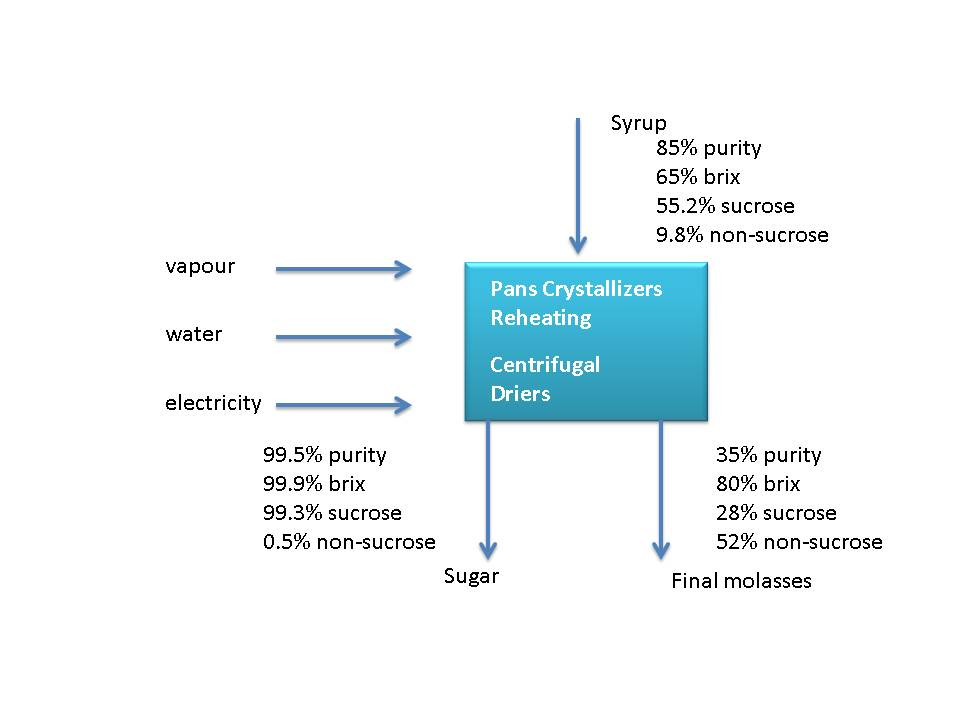 Syrup
85% purity
65% brix
55.2% sucrose
9.8% non-sucrose
vapour
water
electricity
Pans Crystallizers
Reheating
Centrifugal
Driers
99.5% purity
99.9% brix
99.3% sucrose
0.5% non-sucrose
Sugar
35% purity
80% brix
28% sucrose
52% non-sucrose
Final molasses